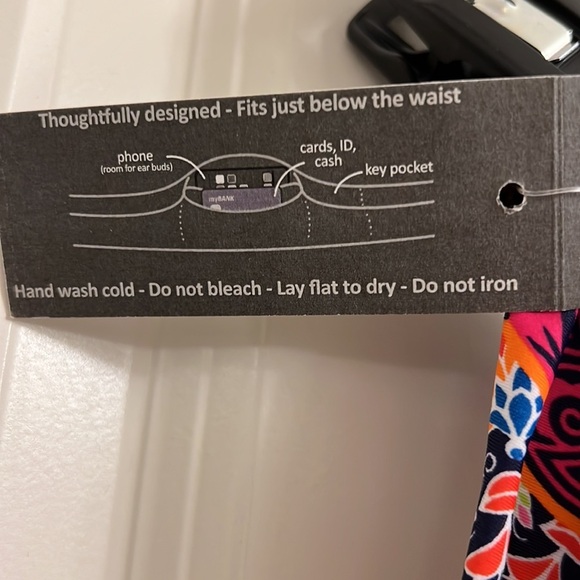 Thoughtfully designed - Fits just below the waist
phone
(room for ear buds)
cards, ID,
cash
key pocket
myBANK
Hand wash cold - Do not bleach - Lay flat to dry - Do not iron